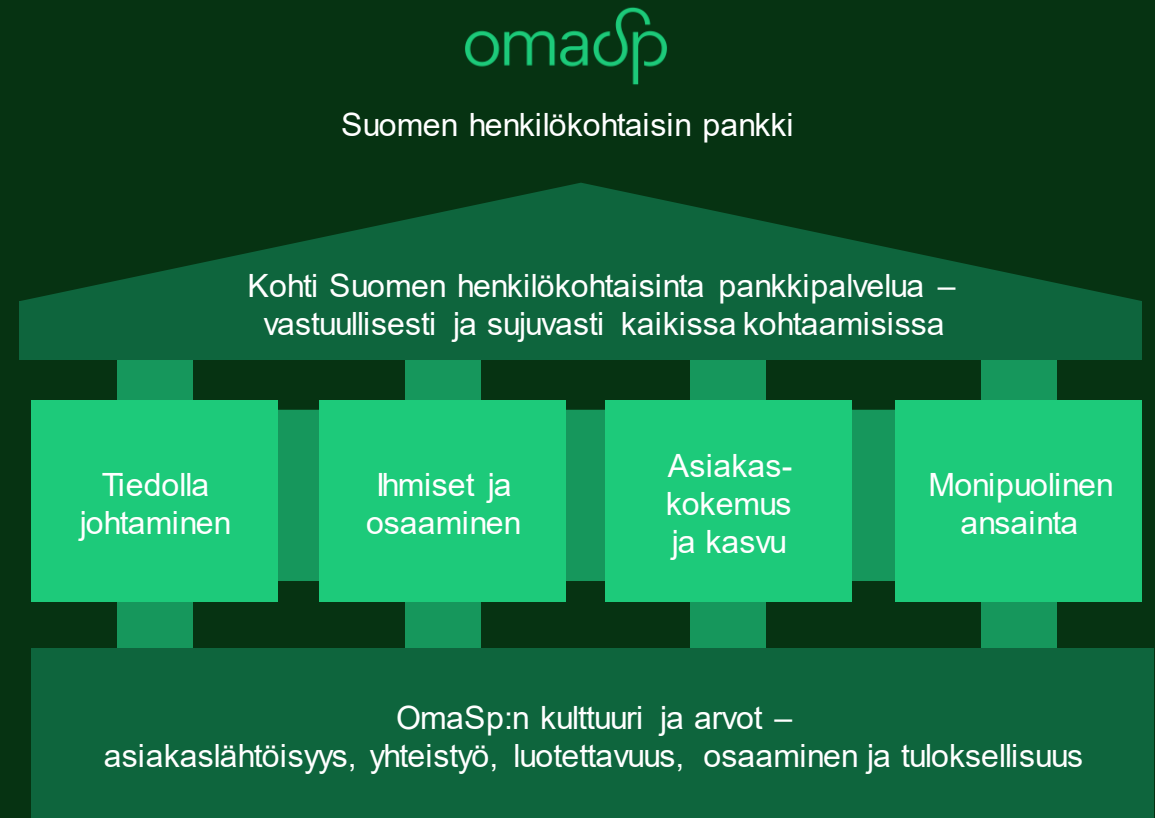 omaSp
Suomen henkilökohtaisin pankki
Kohti Suomen henkilökohtaisinta pankkipalvelua –
vastuullisesti ja sujuvasti kaikissa kohtaamisissa
Tiedolla
johtaminen
Ihmiset ja
osaaminen
Asiakas-
kokemus
ja kasvu
Monipuolinen
ansainta
OmaSp:n kulttuuri ja arvot –
asiakaslähtöisyys, yhteistyö, luotettavuus, osaaminen ja tuloksellisuus